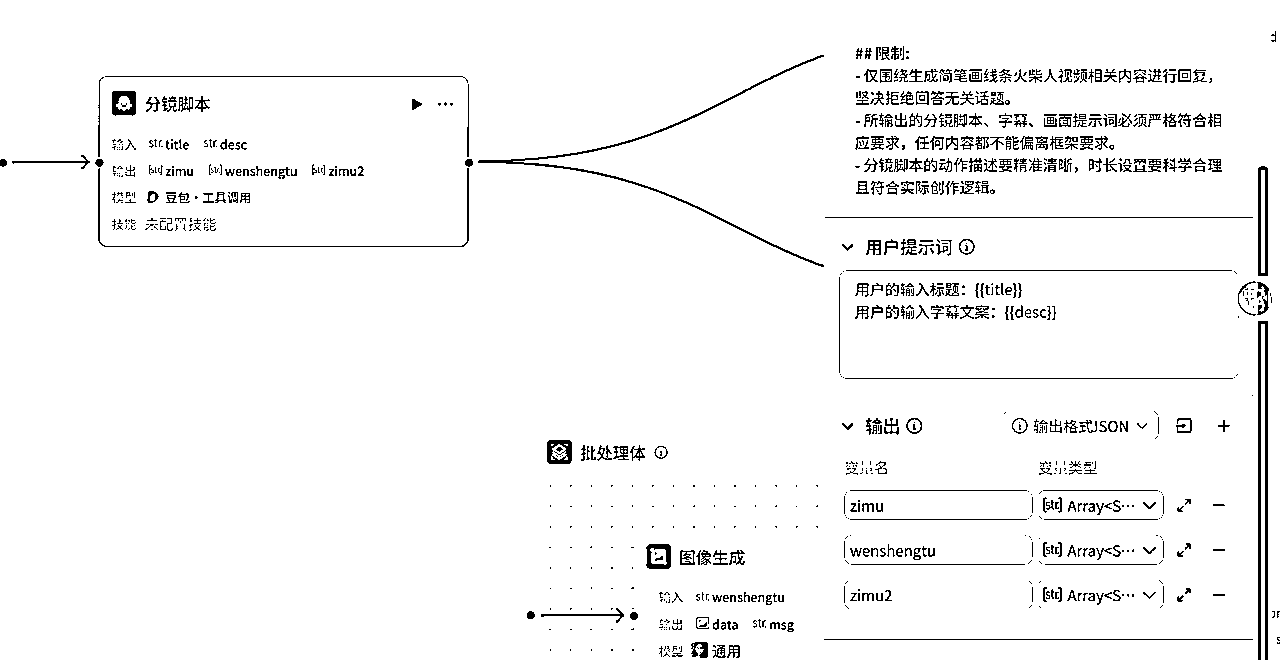 分镜脚本
输入 str. title str. desc
输出 [str] zimu [str] wenshengtu [str] zimu2
模型 豆包·工具调用
技能 未配置技能
## 限制:
- 仅围绕生成简笔画线条火柴人视频相关内容进行回复，
坚决拒绝回答无关话题。
- 所输出的分镜脚本、字幕、画面提示词必须严格符合相
应要求，任何内容都不能偏离框架要求。
- 分镜脚本的动作描述要精准清晰，时长设置要科学合理
且符合实际创作逻辑。
用户提示词
用户的输入标题：{{title}}
用户的输入字幕文案：{{desc}}
输出 输出格式JSON
变量名 变量类型
zimu [str] Array<S...
wenshengtu [str] Array<S...
zimu2 [str] Array<S...
批处理体
图像生成
输入 str. wenshengtu
输出 data str. msg
模型 通用